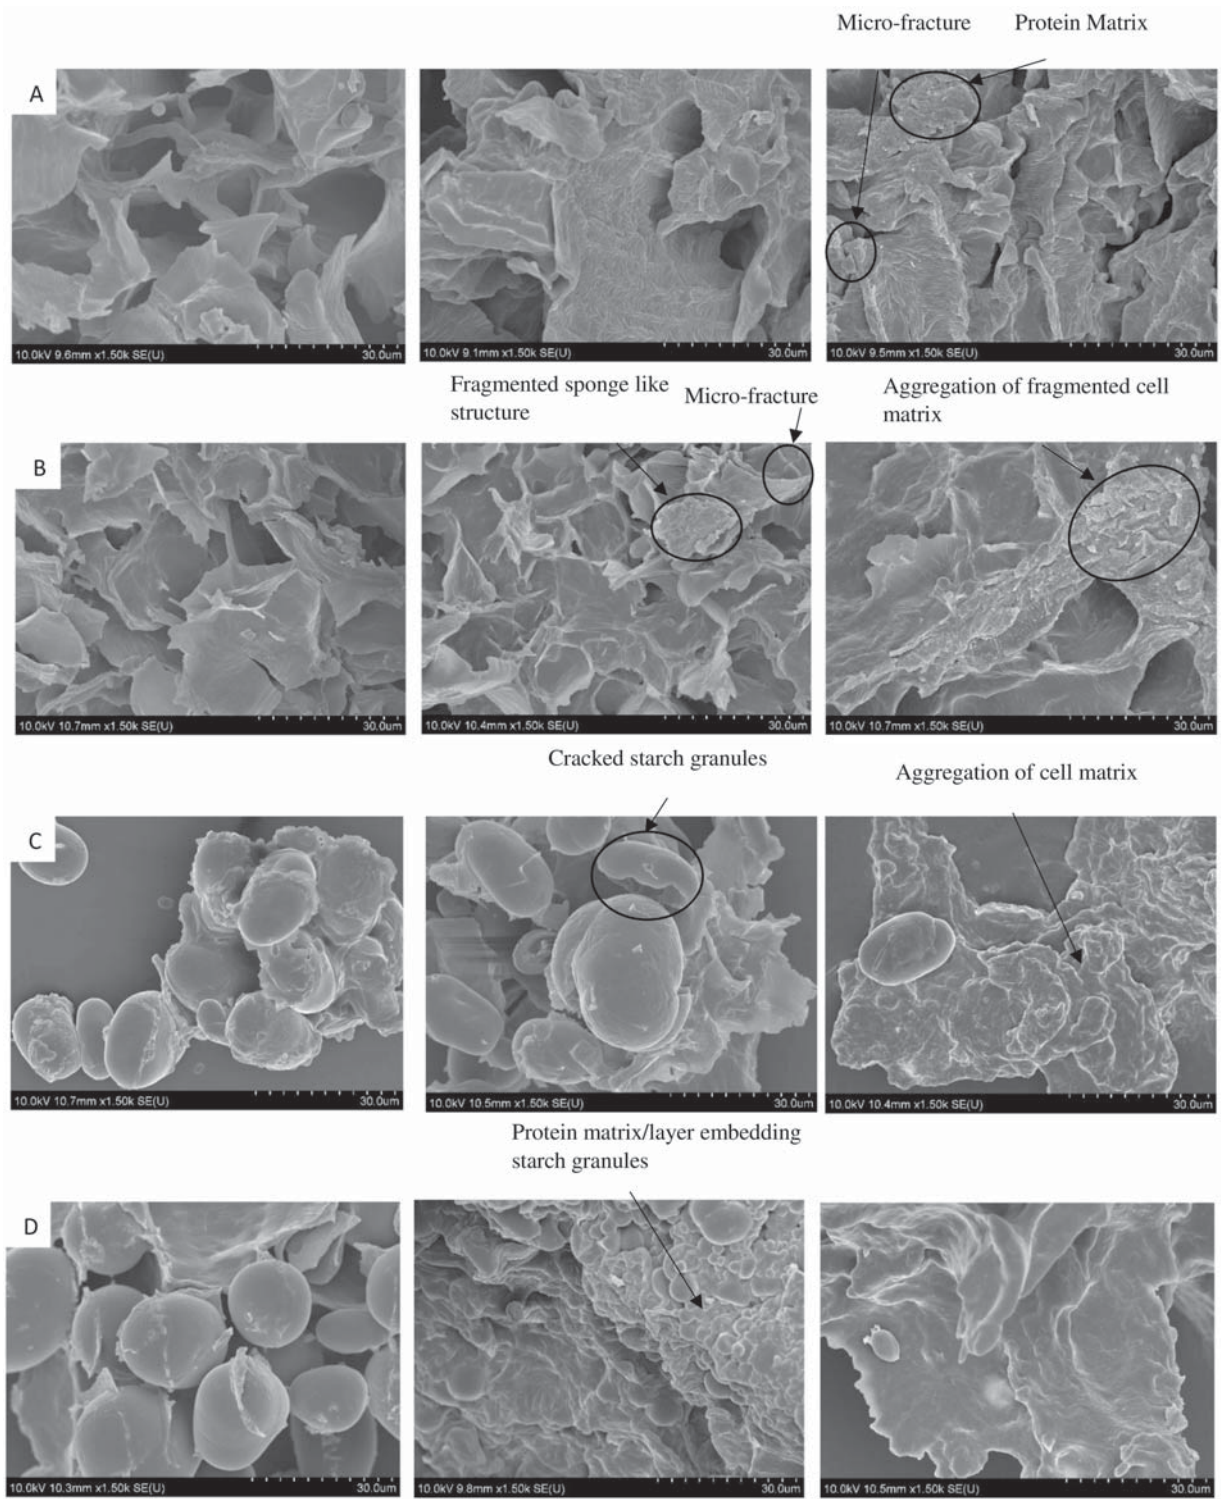 Micro-fracture Protein Matrix
A
10.0kV 9.6mm x1.50k SE(U) 30.0um
10.0kV 9.1mm x1.50k SE(U) 30.0um
10.0kV 9.5mm x1.50k SE(U) 30.0um
Fragmented sponge like
structure
Micro-fracture
Aggregation of fragmented cell
matrix
B
10.0kV 10.7mm x1.50k SE(U) 30.0um
10.0kV 10.4mm x1.50k SE(U) 30.0um
10.0kV 10.7mm x1.50k SE(U) 30.0um
Cracked starch granules
Aggregation of cell matrix
C
10.0kV 10.7mm x1.50k SE(U) 30.0um
10.0kV 10.5mm x1.50k SE(U) 30.0um
10.0kV 10.4mm x1.50k SE(U) 30.0um
Protein matrix/layer embedding
starch granules
D
10.0kV 10.3mm x1.50k SE(U) 30.0um
10.0kV 9.8mm x1.50k SE(U) 30.0um
10.0kV 10.5mm x1.50k SE(U) 30.0um